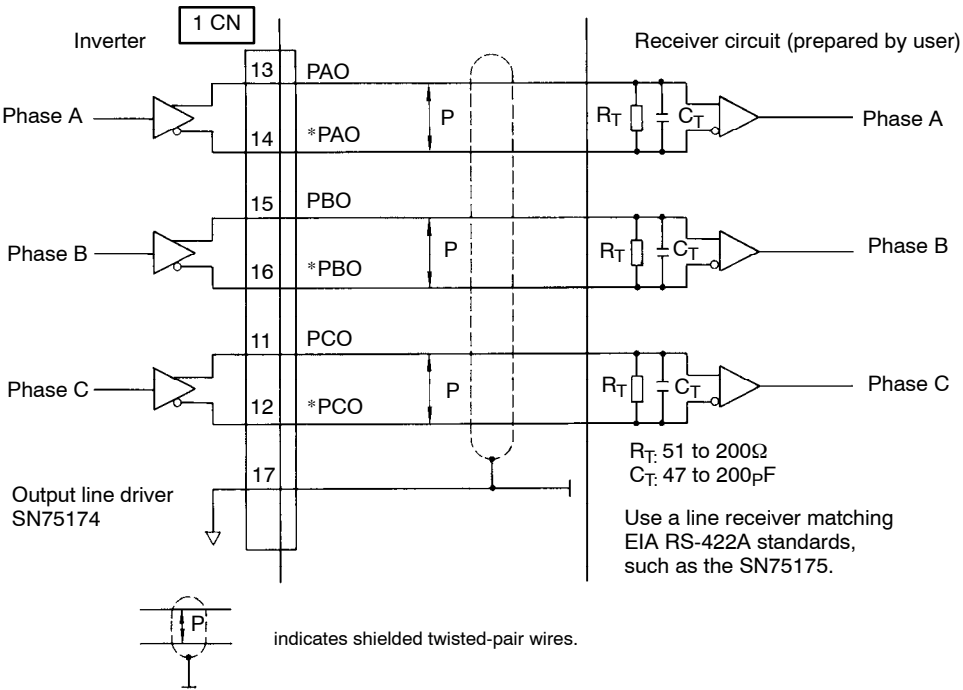 1 CN
Inverter
Receiver circuit (prepared by user)
13 PAO
Phase A
P
RT
CT
Phase A
14 *PAO
15 PBO
Phase B
P
RT
CT
Phase B
16 *PBO
11 PCO
Phase C
P
RT
CT
Phase C
12 *PCO
RT: 51 to 200Ω
CT: 47 to 200PF
17
Output line driver
SN75174
Use a line receiver matching
EIA RS-422A standards,
such as the SN75175.
P
indicates shielded twisted-pair wires.